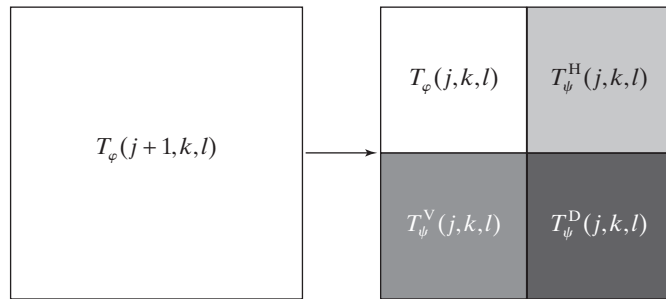 T_φ(j, k, l) T_ψ^H(j, k, l)
T_φ(j + 1, k, l)
T_ψ^V(j, k, l) T_ψ^D(j, k, l)